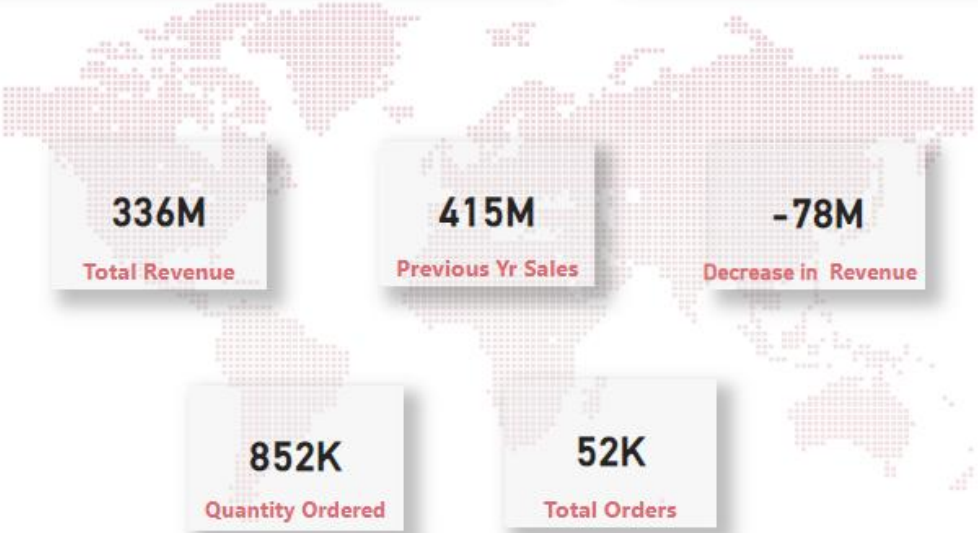 336M
Total Revenue
415M
Previous Yr Sales
-78M
Decrease in Revenue
852K
Quantity Ordered
52K
Total Orders